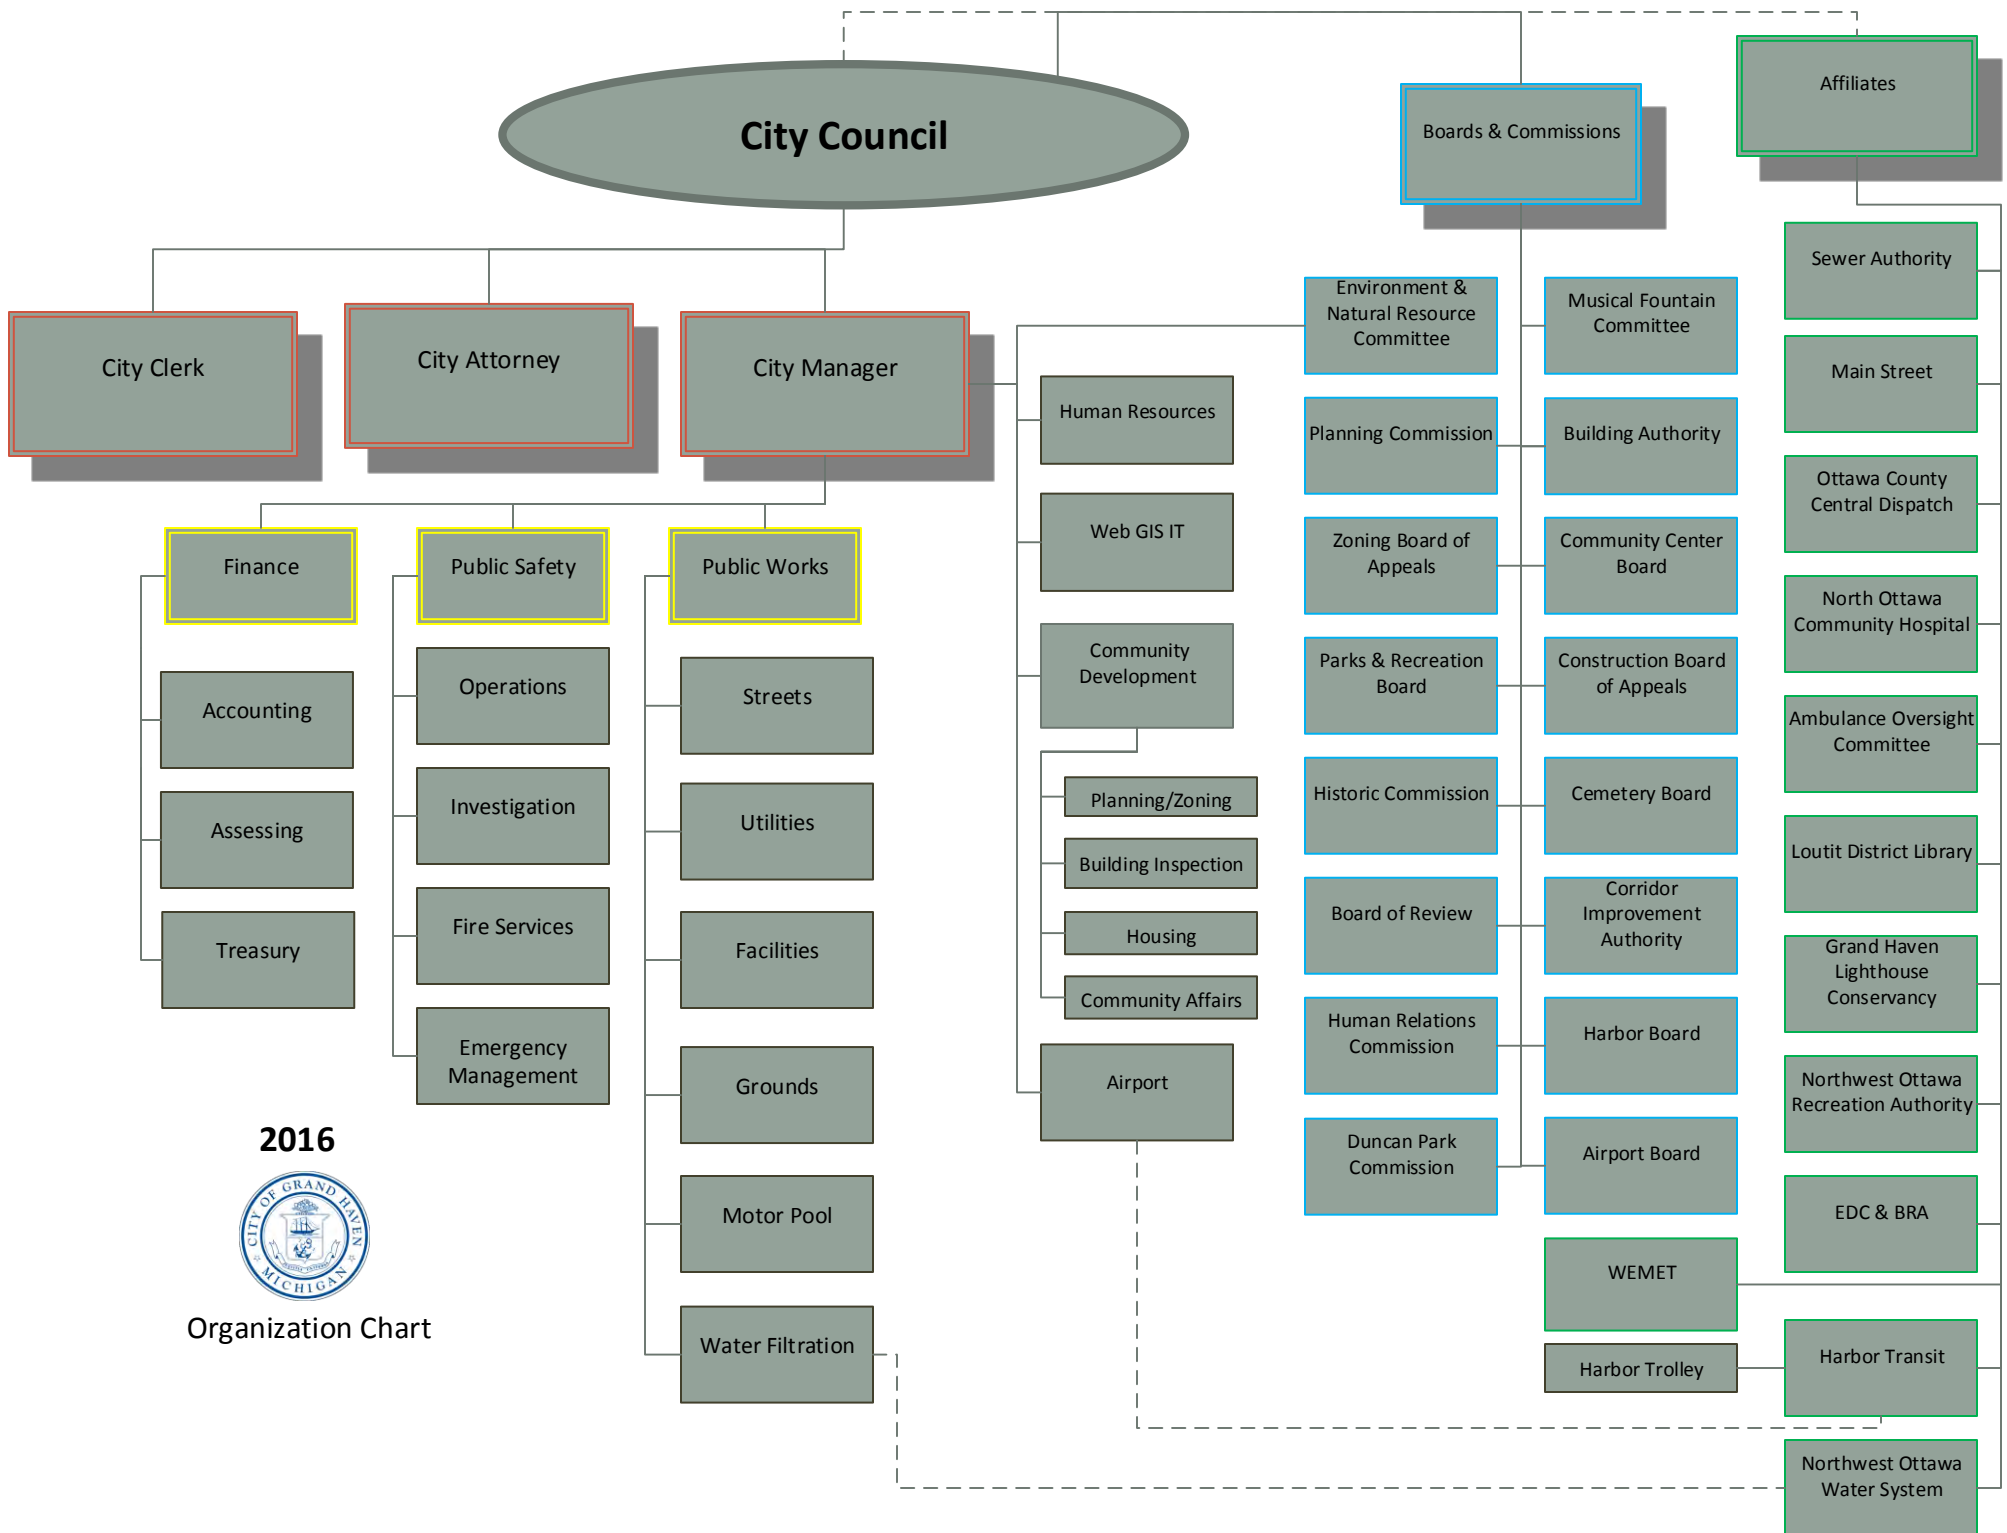 City Council
Boards & Commissions
Affiliates
City Clerk
City Attorney
City Manager
Finance
Accounting
Assessing
Treasury
Public Safety
Operations
Investigation
Fire Services
Emergency
Management
Public Works
Streets
Utilities
Facilities
Grounds
Motor Pool
Water Filtration
Human Resources
Web GIS IT
Community
Development
Planning/Zoning
Building Inspection
Housing
Community Affairs
Airport
Environment &
Natural Resource
Committee
Planning Commission
Zoning Board of
Appeals
Parks & Recreation
Board
Historic Commission
Board of Review
Human Relations
Commission
Duncan Park
Commission
Musical Fountain
Committee
Building Authority
Community Center
Board
Construction Board
of Appeals
Cemetery Board
Corridor
Improvement
Authority
Harbor Board
Airport Board
WEMET
Harbor Trolley
Sewer Authority
Main Street
Ottawa County
Central Dispatch
North Ottawa
Community Hospital
Ambulance Oversight
Committee
Loutit District Library
Grand Haven
Lighthouse
Conservancy
Northwest Ottawa
Recreation Authority
EDC & BRA
Harbor Transit
Northwest Ottawa
Water System
2016
CITY OF GRAND HAVEN
MICHIGAN
Organization Chart